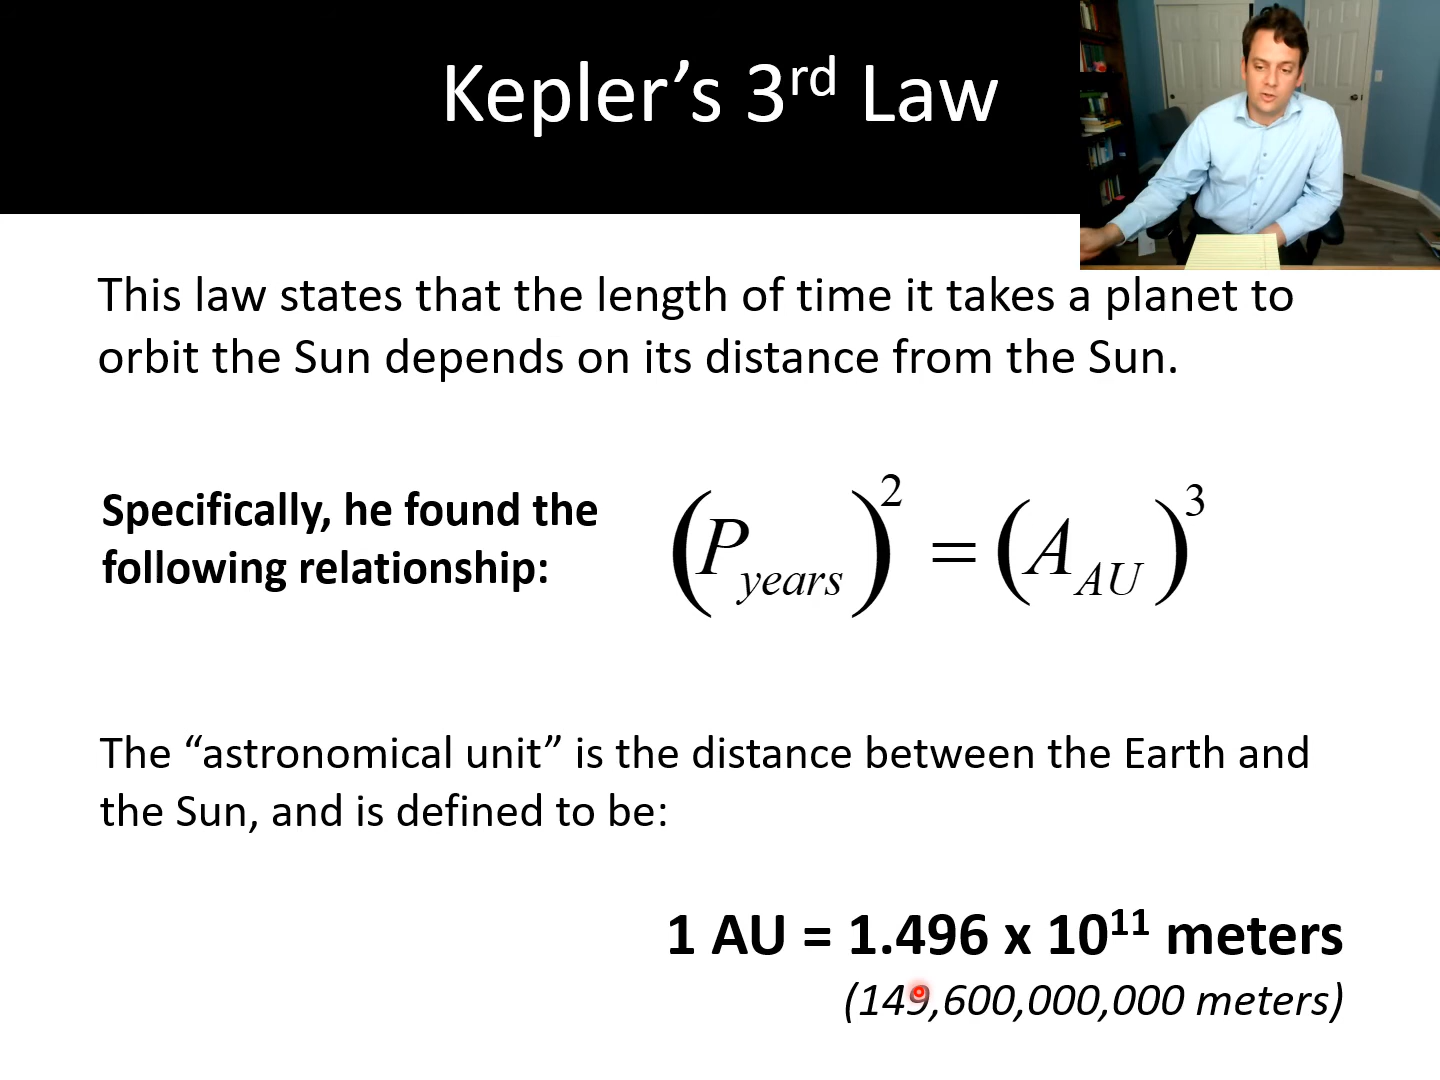 Kepler’s 3rd Law
This law states that the length of time it takes a planet to
orbit the Sun depends on its distance from the Sun.
Specifically, he found the
following relationship:
(P_years)^2 = (A_AU)^3
The “astronomical unit” is the distance between the Earth and
the Sun, and is defined to be:
1 AU = 1.496 x 10^11 meters
(149,600,000,000 meters)